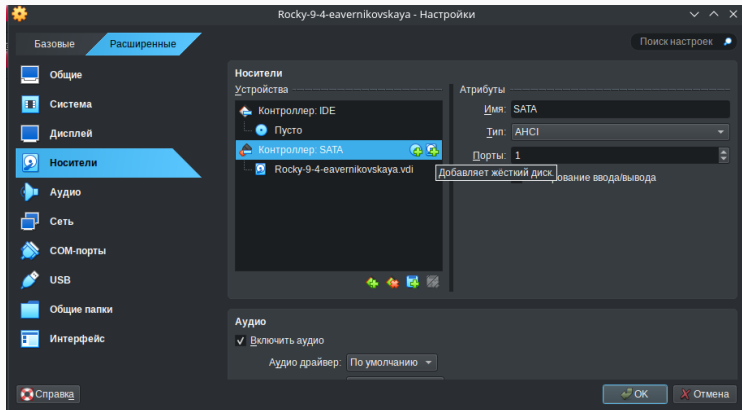 Rocky-9-4-eavernikovskaya - Настройки
Базовые
Расширенные
Поиск настроек
Общие
Система
Дисплей
Носители
Аудио
Сеть
COM-порты
USB
Общие папки
Интерфейс
Носители
Устройства
Контроллер: IDE
Пусто
Контроллер: SATA
Rocky-9-4-eavernikovskaya.vdi
Атрибуты
Имя: SATA
Тип: AHCI
Порты: 1
Добавляет жёсткий диск.
ввода/вывода
Аудио
Включить аудио
Аудио драйвер: По умолчанию
Справка
OK
Отмена